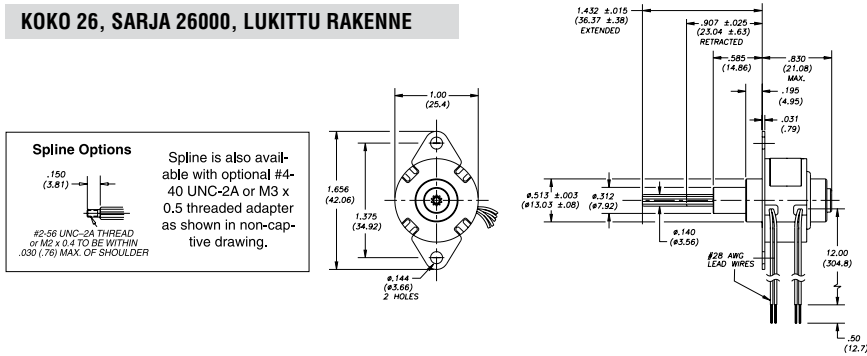 KOKO 26, SARJA 26000, LUKITTU RAKENNE
Spline Options
.150
(3.81)
#2-56 UNC–2A THREAD
or M2 x 0.4 TO BE WITHIN
.030 (.76) MAX. OF SHOULDER
Spline is also avail-
able with optional #4-
40 UNC-2A or M3 x
0.5 threaded adapter
as shown in non-cap-
tive drawing.
1.00
(25.4)
1.656
(42.06)
1.375
(34.92)
ø.144
(ø3.66)
2 HOLES
1.432 ±.015
(36.37 ±.38)
EXTENDED
.907 ±.025
(23.04 ±.63)
RETRACTED
.585
(14.86)
.830
(21.08)
MAX.
.195
(4.95)
.031
(.79)
ø.513 ±.003
(ø13.03 ±.08)
ø.312
(ø7.92)
ø.140
(ø3.56)
#28 AWG
LEAD WIRES
12.00
(304.8)
.50
(12.7)